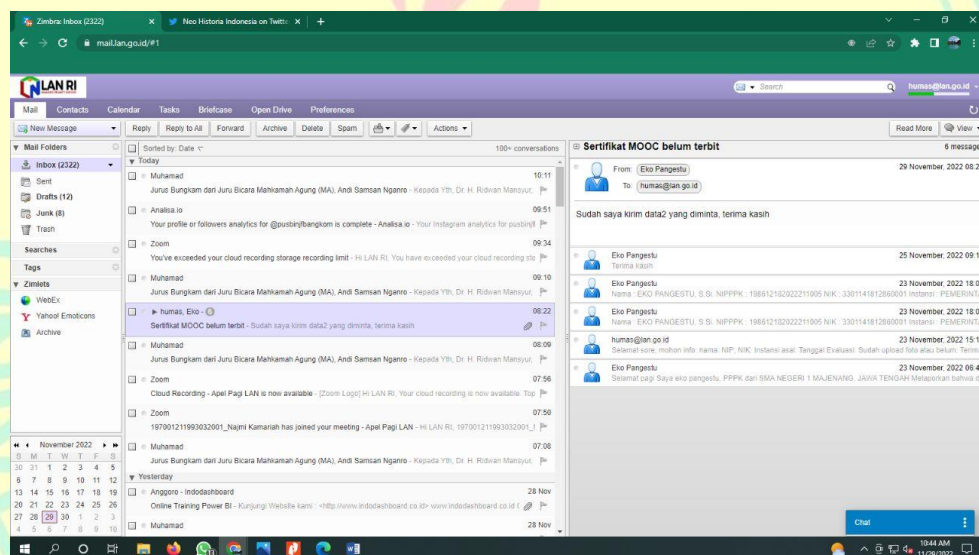 Zimbra: Inbox (2322)
Neo Historia Indonesia on Twitte
mail.lan.go.id/#1
LAN RI
Search
humas@lan.go.id
Mail Contacts Calendar Tasks Briefcase Open Drive Preferences
New Message Reply Reply to All Forward Archive Delete Spam Actions Read More View
Mail Folders
Inbox (2322)
Sent
Drafts (12)
Junk (8)
Trash
Searches
Tags
Zimlets
WebEx
Yahoo! Emoticons
Archive
November 2022
S M T W T F S
30 31 1 2 3 4 5
6 7 8 9 10 11 12
13 14 15 16 17 18 19
20 21 22 23 24 25 26
27 28 29 30 1 2 3
4 5 6 7 8 9 10
Sorted by: Date 100+ conversations
Today
Muhamad 10:11
Jurus Bungkam dari Juru Bicara Mahkamah Agung (MA), Andi Samsan Nganro - Kepada Yth, Dr. H. Ridwan Mansyur,
Analisa.io 09:51
Your profile or followers analytics for @pusbinjfbangkom is complete - Analisa.io - Your Instagram analytics for pusbinjf
Zoom 09:34
You've exceeded your cloud recording storage recording limit - Hi LAN RI, You have exceeded your cloud recording sto
Muhamad 09:10
Jurus Bungkam dari Juru Bicara Mahkamah Agung (MA), Andi Samsan Nganro - Kepada Yth, Dr. H. Ridwan Mansyur,
humas, Eko - 08:22
Sertifikat MOOC belum terbit - Sudah saya kirim data2 yang diminta, terima kasih
Muhamad 08:09
Jurus Bungkam dari Juru Bicara Mahkamah Agung (MA), Andi Samsan Nganro - Kepada Yth, Dr. H. Ridwan Mansyur,
Zoom 07:56
Cloud Recording - Apel Pagi LAN is now available - [Zoom Logo] Hi LAN RI, Your cloud recording is now available. Top
Zoom 07:50
197001211993032001_Najmi Kamariah has joined your meeting - Apel Pagi LAN - Hi LAN RI, 197001211993032001_
Muhamad 07:08
Jurus Bungkam dari Juru Bicara Mahkamah Agung (MA), Andi Samsan Nganro - Kepada Yth, Dr. H. Ridwan Mansyur,
Yesterday
Anggoro - Indodashboard 28 Nov
Online Training Power BI - Kunjungi Website kami : <http://www.indodashboard.co.id> www.indodashboard.co.id
Muhamad 28 Nov
Sertifikat MOOC belum terbit 6 message
From: Eko Pangestu 29 November, 2022 08:2
To: humas@lan.go.id
Sudah saya kirim data2 yang diminta, terima kasih
Eko Pangestu 25 November, 2022 09:1
Terima kasih
Eko Pangestu 23 November, 2022 18:0
Nama : EKO PANGESTU, S.Si. NIPPPK : 198612182022211005 NIK : 3301141812860001 Instansi : PEMERINT
Eko Pangestu 23 November, 2022 18:0
Nama : EKO PANGESTU, S.Si. NIPPPK : 198612182022211005 NIK : 3301141812860001 Instansi : PEMERINT
humas@lan.go.id 23 November, 2022 15:1
Selamat sore, mohon info: nama: NIP: NIK: Instansi asal: Tanggal Evaluasi: Sudah upload foto atau belum: Terim
Eko Pangestu 23 November, 2022 06:4
Selamat pagi Saya eko pangestu, PPPK dari SMA NEGERI 1 MAJENANG, JAWA TENGAH Melaporkan bahwa
Chat
10:44 AM
11/29/2022